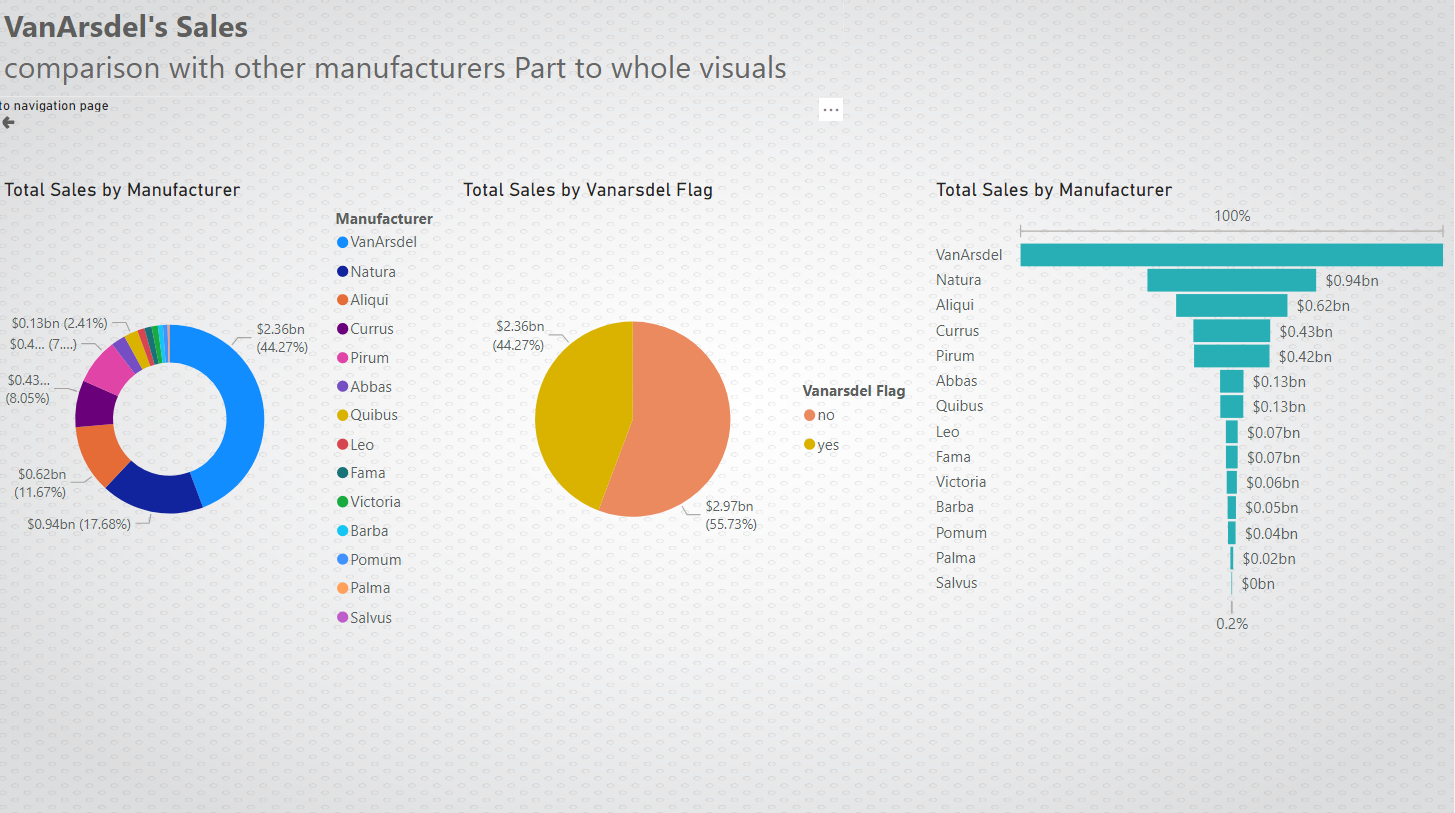 VanArsdel's Sales
comparison with other manufacturers Part to whole visuals
to navigation page
...
Total Sales by Manufacturer
Manufacturer
VanArsdel
Natura
Aliqui
Currus
Pirum
Abbas
Quibus
Leo
Fama
Victoria
Barba
Pomum
Palma
Salvus
$0.13bn (2.41%)
$0.4... (7....)
$0.43...
(8.05%)
$0.62bn
(11.67%)
$0.94bn (17.68%)
$2.36bn
(44.27%)
Total Sales by Vanarsdel Flag
$2.36bn
(44.27%)
$2.97bn
(55.73%)
Vanarsdel Flag
no
yes
Total Sales by Manufacturer
100%
VanArsdel
Natura $0.94bn
Aliqui $0.62bn
Currus $0.43bn
Pirum $0.42bn
Abbas $0.13bn
Quibus $0.13bn
Leo $0.07bn
Fama $0.07bn
Victoria $0.06bn
Barba $0.05bn
Pomum $0.04bn
Palma $0.02bn
Salvus $0bn
0.2%